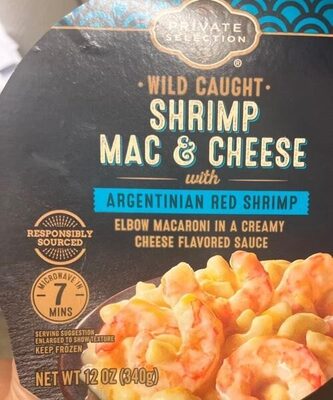 PRIVATE
SELECTION
®
· WILD CAUGHT ·
SHRIMP
MAC & CHEESE
with
ARGENTINIAN RED SHRIMP
ELBOW MACARONI IN A CREAMY
CHEESE FLAVORED SAUCE
RESPONSIBLY
SOURCED
MICROWAVE IN
7
MINS
SERVING SUGGESTION
ENLARGED TO SHOW TEXTURE
KEEP FROZEN
NET WT 12 OZ (340g)